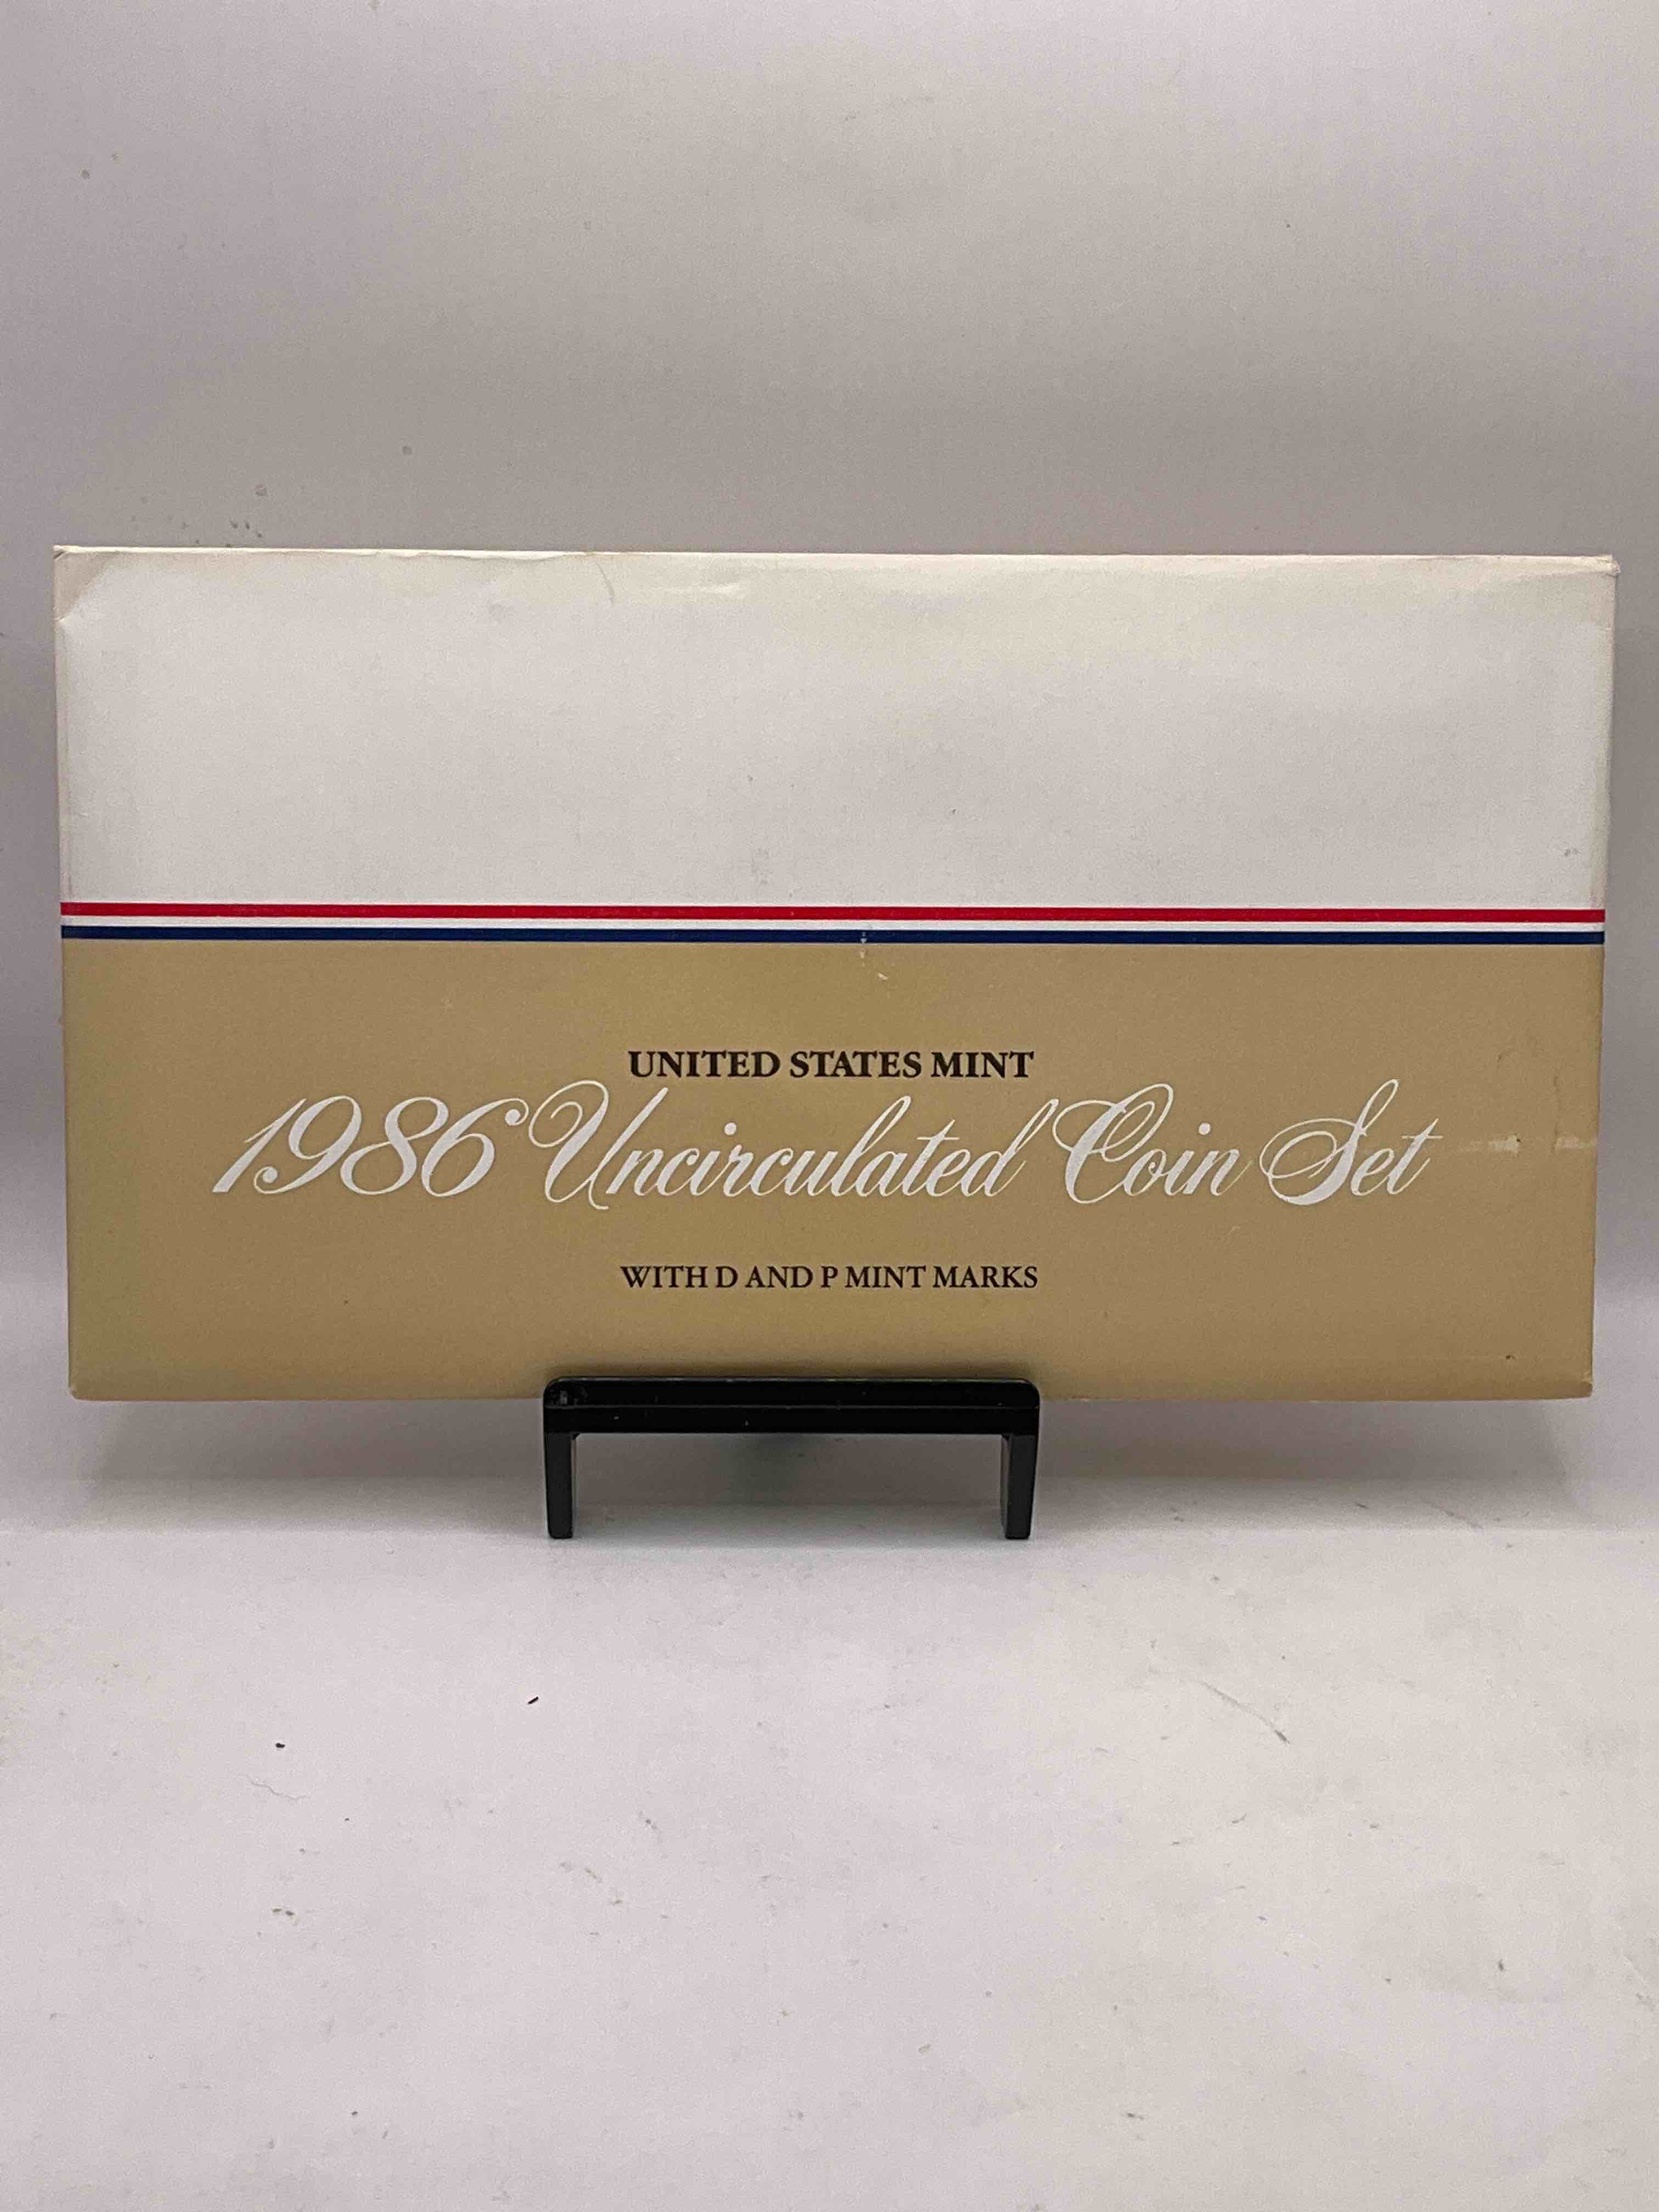 UNITED STATES MINT
1986 Uncirculated Coin Set
WITH D AND P MINT MARKS